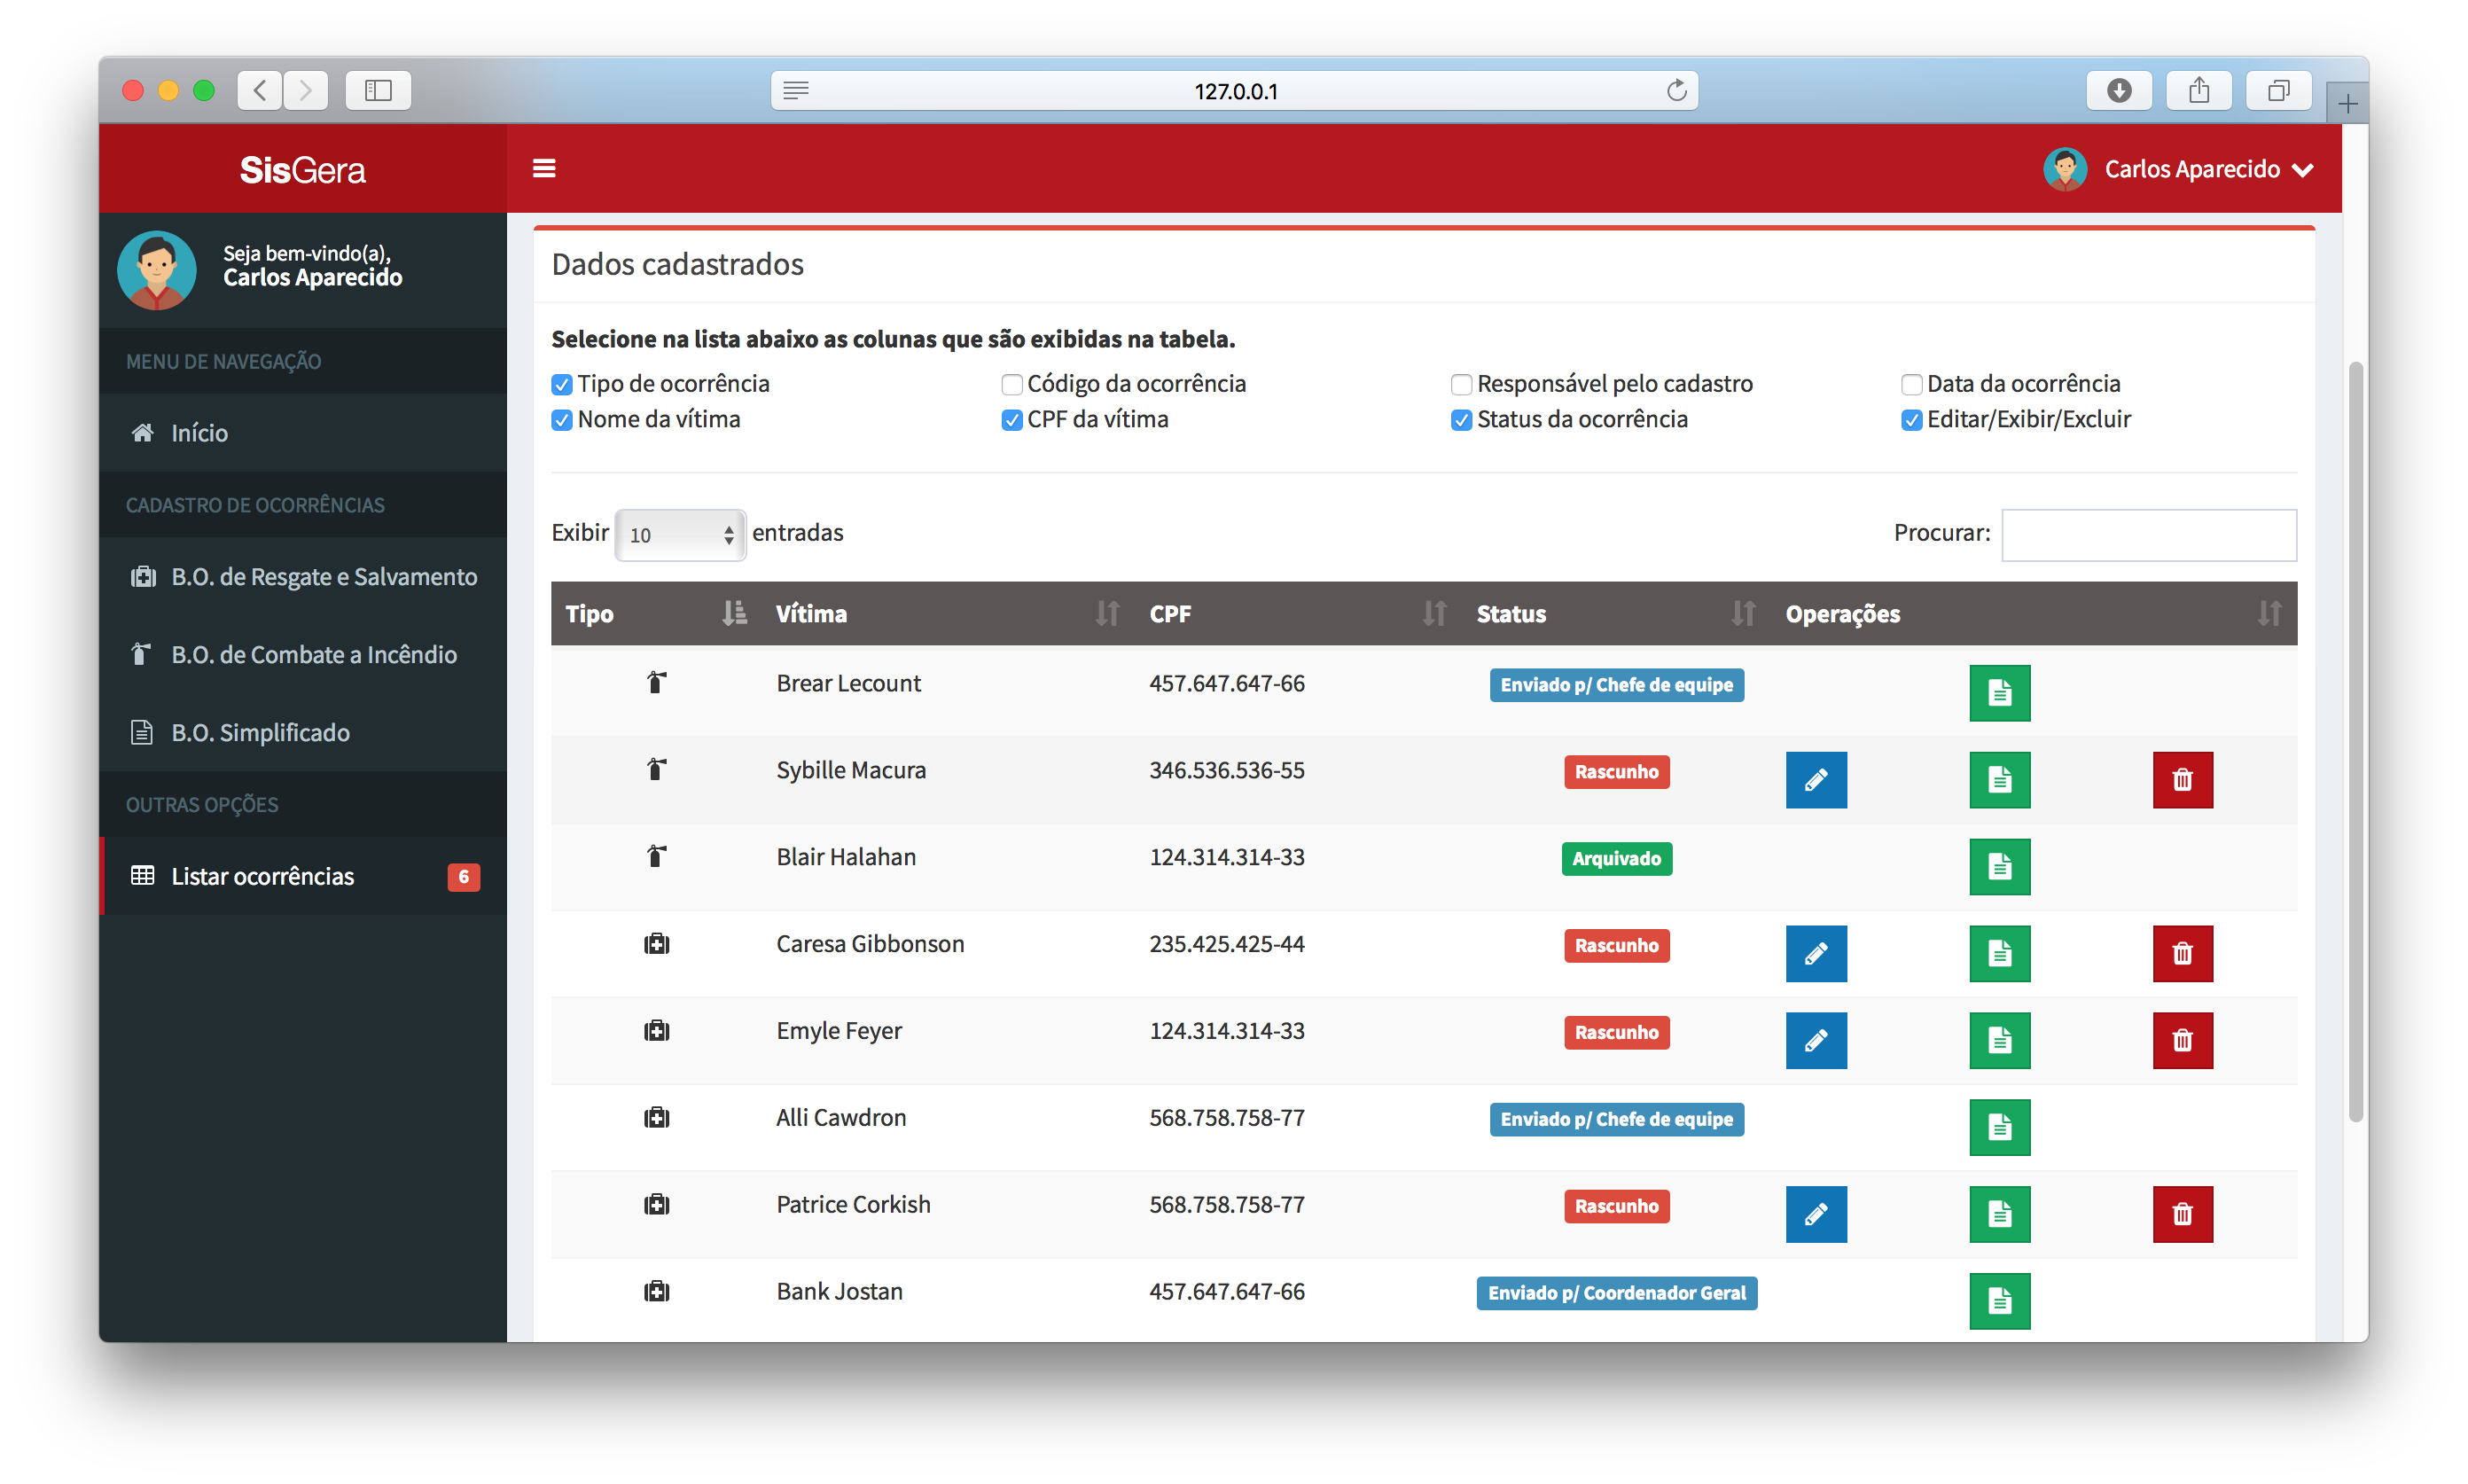 127.0.0.1
SisGera
Carlos Aparecido
Seja bem-vindo(a),
Carlos Aparecido
MENU DE NAVEGAÇÃO
Início
CADASTRO DE OCORRÊNCIAS
B.O. de Resgate e Salvamento
B.O. de Combate a Incêndio
B.O. Simplificado
OUTRAS OPÇÕES
Listar ocorrências 6
Dados cadastrados
Selecione na lista abaixo as colunas que são exibidas na tabela.
Tipo de ocorrência Código da ocorrência Responsável pelo cadastro Data da ocorrência
Nome da vítima CPF da vítima Status da ocorrência Editar/Exibir/Excluir
Exibir 10 entradas Procurar:
Tipo Vítima CPF Status Operações
Brear Lecount 457.647.647-66 Enviado p/ Chefe de equipe
Sybille Macura 346.536.536-55 Rascunho
Blair Halahan 124.314.314-33 Arquivado
Caresa Gibbonson 235.425.425-44 Rascunho
Emyle Feyer 124.314.314-33 Rascunho
Alli Cawdron 568.758.758-77 Enviado p/ Chefe de equipe
Patrice Corkish 568.758.758-77 Rascunho
Bank Jostan 457.647.647-66 Enviado p/ Coordenador Geral